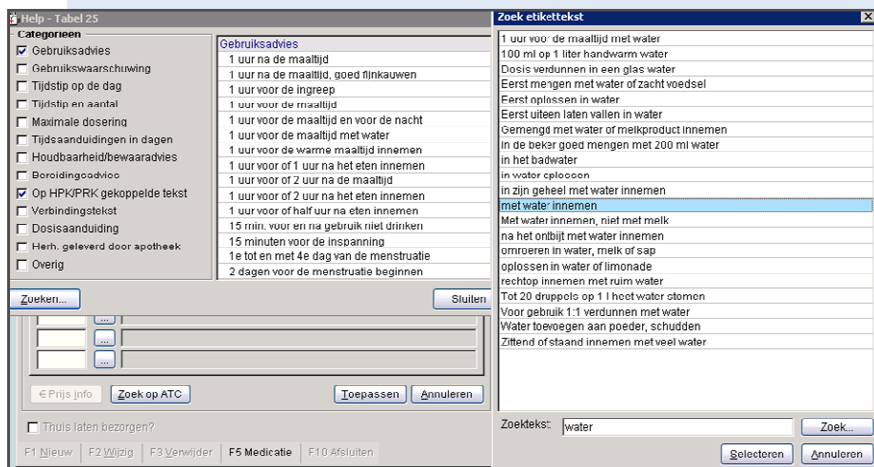 Help - Tabel 25
Categorieen
Gebruiksadvies
Gebruikswaarschuwing
Tijdstip op de dag
Tijdstip en aantal
Maximale dosering
Tijdsaanduidingen in dagen
Houdbaarheid/bewaaradvies
Bereidingsadvies
Op HPK/PRK gekoppelde tekst
Verbindingstekst
Dosisaanduiding
Herh. geleverd door apotheek
Overig
Gebruiksadvies
1 uur na de maaltijd
1 uur na de maaltijd, goed fijnkauwen
1 uur voor de ingreep
1 uur voor de maaltijd
1 uur voor de maaltijd en voor de nacht
1 uur voor de maaltijd met water
1 uur voor de warme maaltijd innemen
1 uur voor of 1 uur na het eten innemen
1 uur voor of 2 uur na de maaltijd
1 uur voor of 2 uur na het eten innemen
1 uur voor of half uur na eten innemen
15 min. voor en na gebruik niet drinken
15 minuten voor de inspanning
1e tot en met 4e dag van de menstruatie
2 dagen voor de menstruatie beginnen
Zoeken...
Sluiten
...
...
...
€ Prijs info
Zoek op ATC
Toepassen
Annuleren
Thuis laten bezorgen?
F1 Nieuw
F2 Wijzig
F3 Verwijder
F5 Medicatie
F10 Afsluiten
Zoek etikettekst
1 uur voor de maaltijd met water
100 ml op 1 liter handwarm water
Dosis verdunnen in een glas water
Eerst mengen met water of zacht voedsel
Eerst oplossen in water
Eerst uiteen laten vallen in water
Gemengd met water of melkproduct innemen
In de beker goed mengen met 200 ml water
in het badwater
in water oplossen
in zijn geheel met water innemen
met water innemen
Met water innemen, niet met melk
na het ontbijt met water innemen
omroeren in water, melk of sap
oplossen in water of limonade
rechtop innemen met ruim water
Tot 20 druppels op 1 l heet water stomen
Voor gebruik 1:1 verdunnen met water
Water toevoegen aan poeder, schudden
Zittend of staand innemen met veel water
Zoektekst:
water
Zoek...
Selecteren
Annuleren